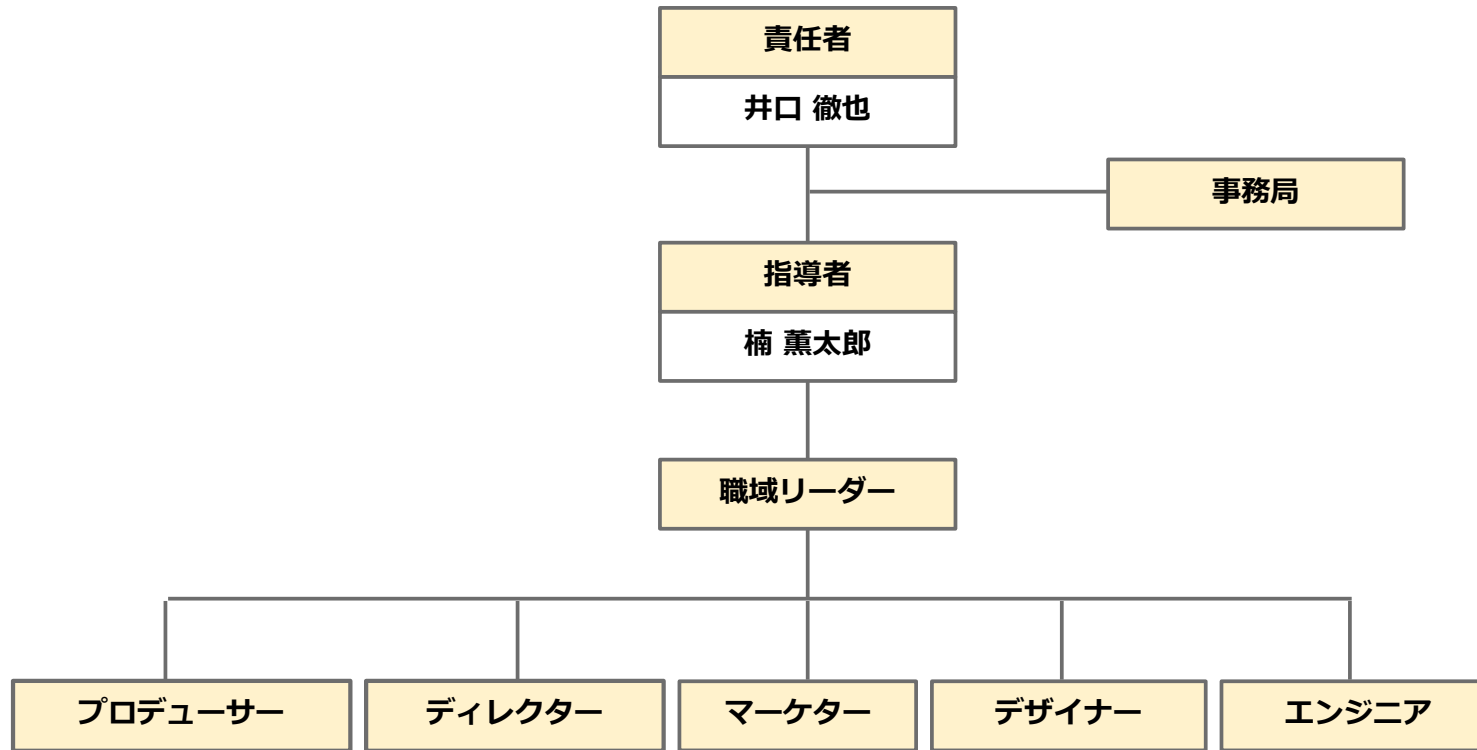 責任者
井口 徹也
事務局
指導者
楠 薫太郎
職域リーダー
プロデューサー
ディレクター
マーケター
デザイナー
エンジニア